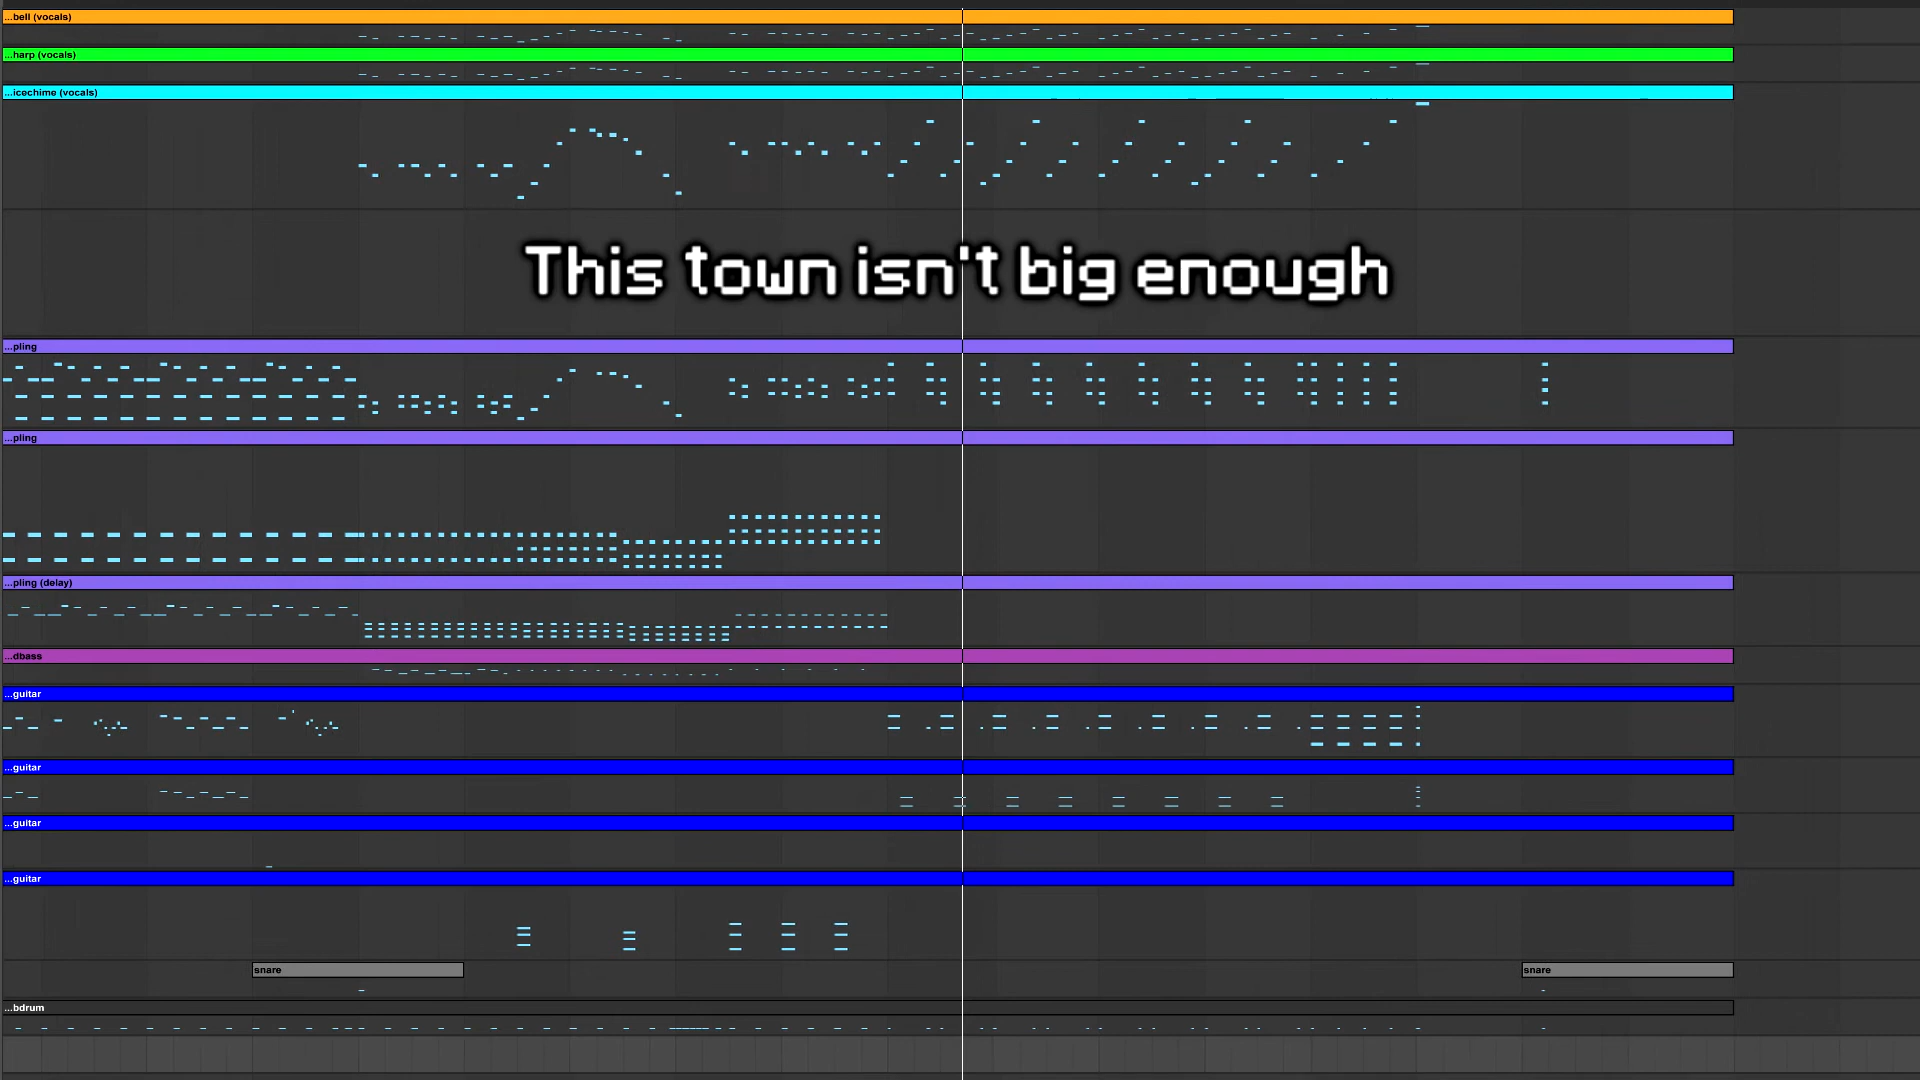 ...bell (vocals)
...harp (vocals)
...icechime (vocals)
This town isn't big enough
...pling
...pling
...pling (delay)
...dbass
...guitar
...guitar
...guitar
...guitar
snare
snare
...bdrum